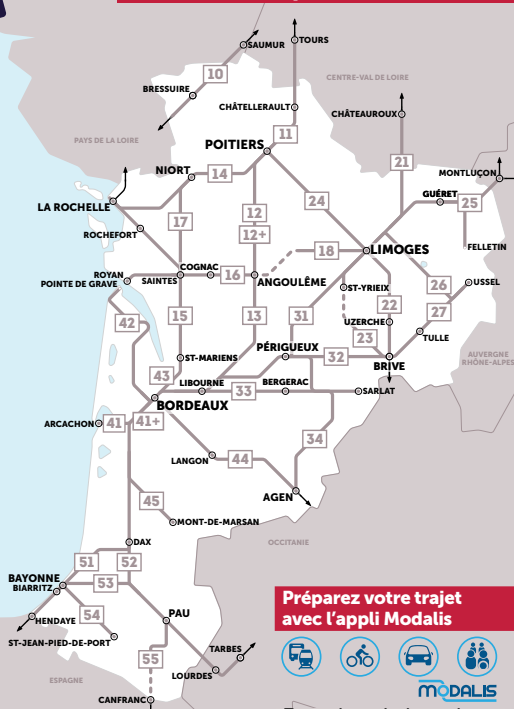 SAUMUR
TOURS
10
CENTRE-VAL DE LOIRE
BRESSUIRE
CHÂTELLERAULT
CHÂTEAUROUX
11
PAYS DE LA LOIRE
POITIERS
21
NIORT
14
MONTLUÇON
GUÉRET
25
24
LA ROCHELLE
17
12
12+
ROCHEFORT
FELLETIN
18
LIMOGES
COGNAC
16
ROYAN
POINTE DE GRAVE
SAINTES
ANGOULÊME
ST-YRIEIX
26
USSEL
22
27
42
15
13
31
UZERCHE
23
TULLE
PÉRIGUEUX
32
ST-MARIENS
BRIVE
AUVERGNE
RHÔNE-ALPES
43
LIBOURNE
33
BERGERAC
SARLAT
BORDEAUX
ARCACHON
41
41+
34
LANGON
44
AGEN
45
MONT-DE-MARSAN
DAX
OCCITANIE
51
52
BAYONNE
BIARRITZ
53
54
HENDAYE
PAU
ST-JEAN-PIED-DE-PORT
55
TARBES
LOURDES
ESPAGNE
CANFRANC
Préparez votre trajet
avec l'appli Modalis
MODALIS